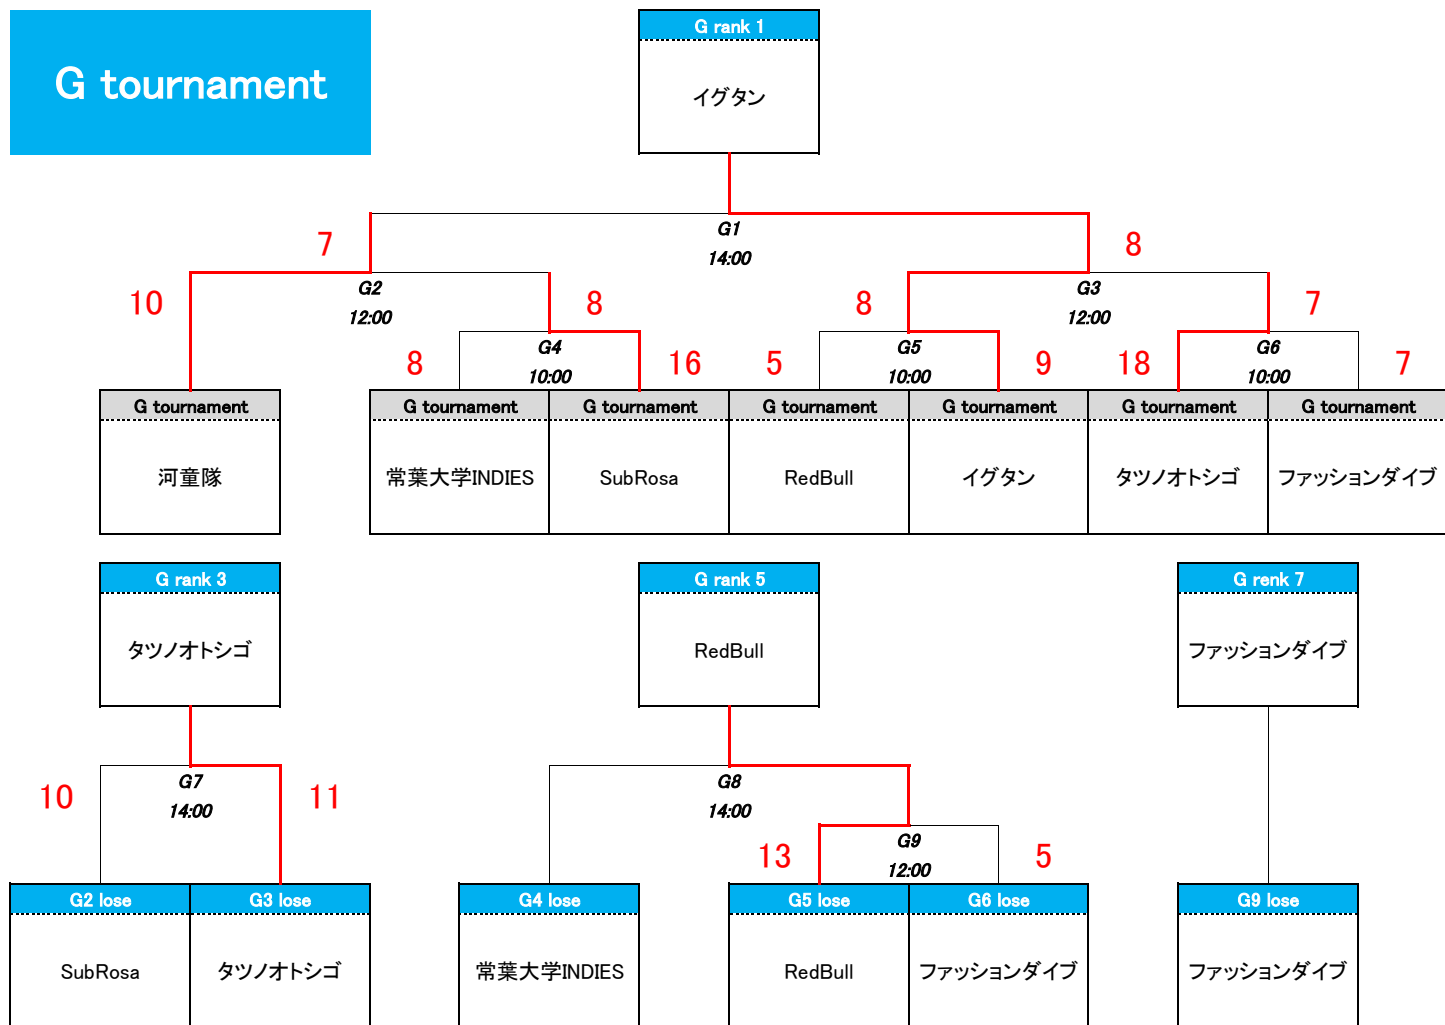 G rank 1
G tournament
イグタン
G1
7
8
14:00
G2
G3
10
8
8
7
12:00
12:00
G4
G5
G6
8
16
5
9
18
7
10:00
10:00
10:00
G tournament
G tournament
G tournament
G tournament
G tournament
G tournament
G tournament
河童隊
常葉大学INDIES
SubRosa
RedBull
イグタン
タツノオトシゴ
ファッションダイブ
G rank 3
G rank 5
G renk 7
タツノオトシゴ
RedBull
ファッションダイブ
G7
G8
10
11
14:00
14:00
G9
13
5
12:00
G2 lose
G3 lose
G4 lose
G5 lose
G6 lose
G9 lose
SubRosa
タツノオトシゴ
常葉大学INDIES
RedBull
ファッションダイブ
ファッションダイブ